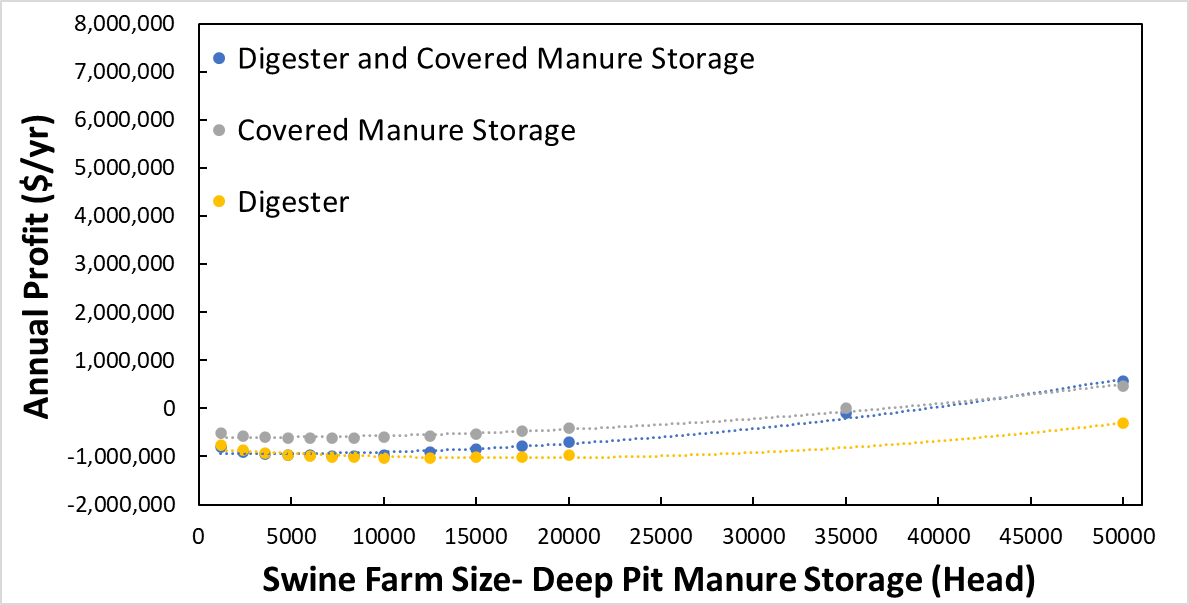 8,000,000
7,000,000
6,000,000
5,000,000
4,000,000
3,000,000
2,000,000
1,000,000
0
-1,000,000
-2,000,000
Annual Profit ($/yr)
Digester and Covered Manure Storage
Covered Manure Storage
Digester
0 5000 10000 15000 20000 25000 30000 35000 40000 45000 50000
Swine Farm Size- Deep Pit Manure Storage (Head)